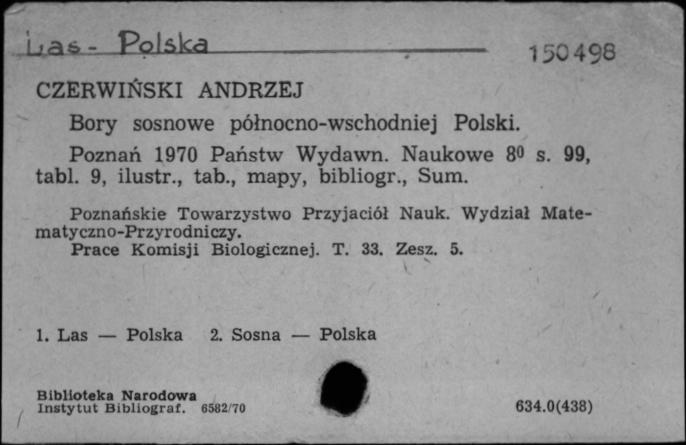 Las - Polska
150498
CZERWIŃSKI ANDRZEJ
Bory sosnowe północno-wschodniej Polski.
Poznań 1970 Państw Wydawn. Naukowe 8⁰ s. 99,
tabl. 9, ilustr., tab., mapy, bibliogr., Sum.
Poznańskie Towarzystwo Przyjaciół Nauk. Wydział Mate-
matyczno-Przyrodniczy.
Prace Komisji Biologicznej. T. 33. Zesz. 5.
1. Las — Polska 2. Sosna — Polska
Biblioteka Narodowa
Instytut Bibliograf. 6582/70
634.0(438)